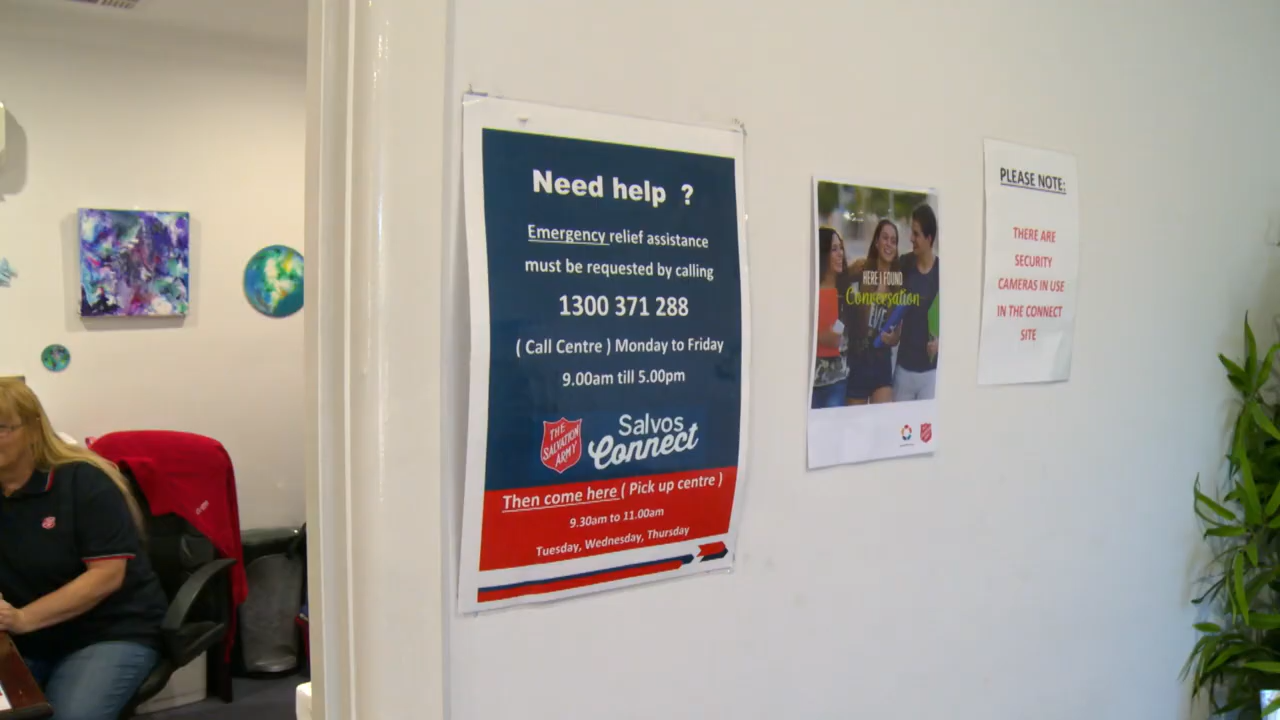 Need help ?
Emergency relief assistance
must be requested by calling
1300 371 288
( Call Centre ) Monday to Friday
9.00am till 5.00pm
THE
SALVATION
ARMY
Salvos
Connect
Then come here ( Pick up centre )
9.30am to 11.00am
Tuesday, Wednesday, Thursday
HERE I FOUND
Conversation
PLEASE NOTE:
THERE ARE
SECURITY
CAMERAS IN USE
IN THE CONNECT
SITE